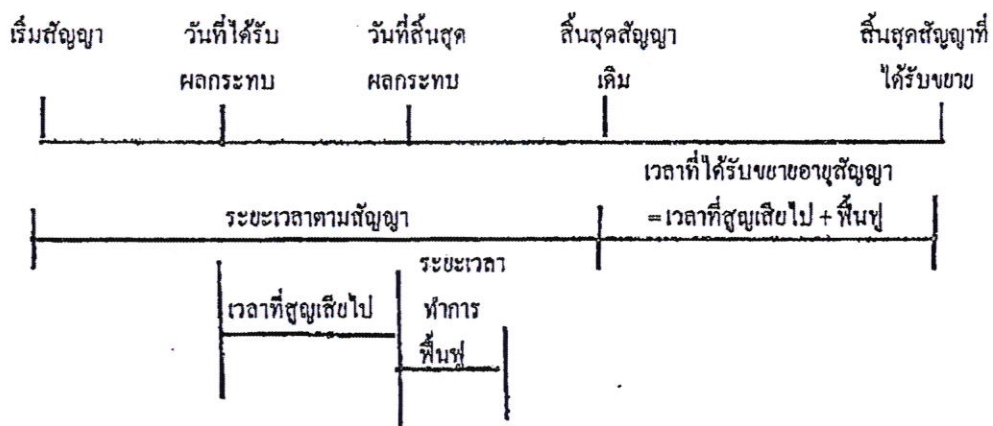 เริ่มสัญญา วันที่ได้รับ วันที่สิ้นสุด สิ้นสุดสัญญา สิ้นสุดสัญญาที่
ผลกระทบ ผลกระทบ เดิม ได้รับขยาย
เวลาที่ได้รับขยายอายุสัญญา
ระยะเวลาตามสัญญา =เวลาที่สูญเสียไป + ฟื้นฟู
ระยะเวลา
เวลาที่สูญเสียไป ทำการ
ฟื้นฟู